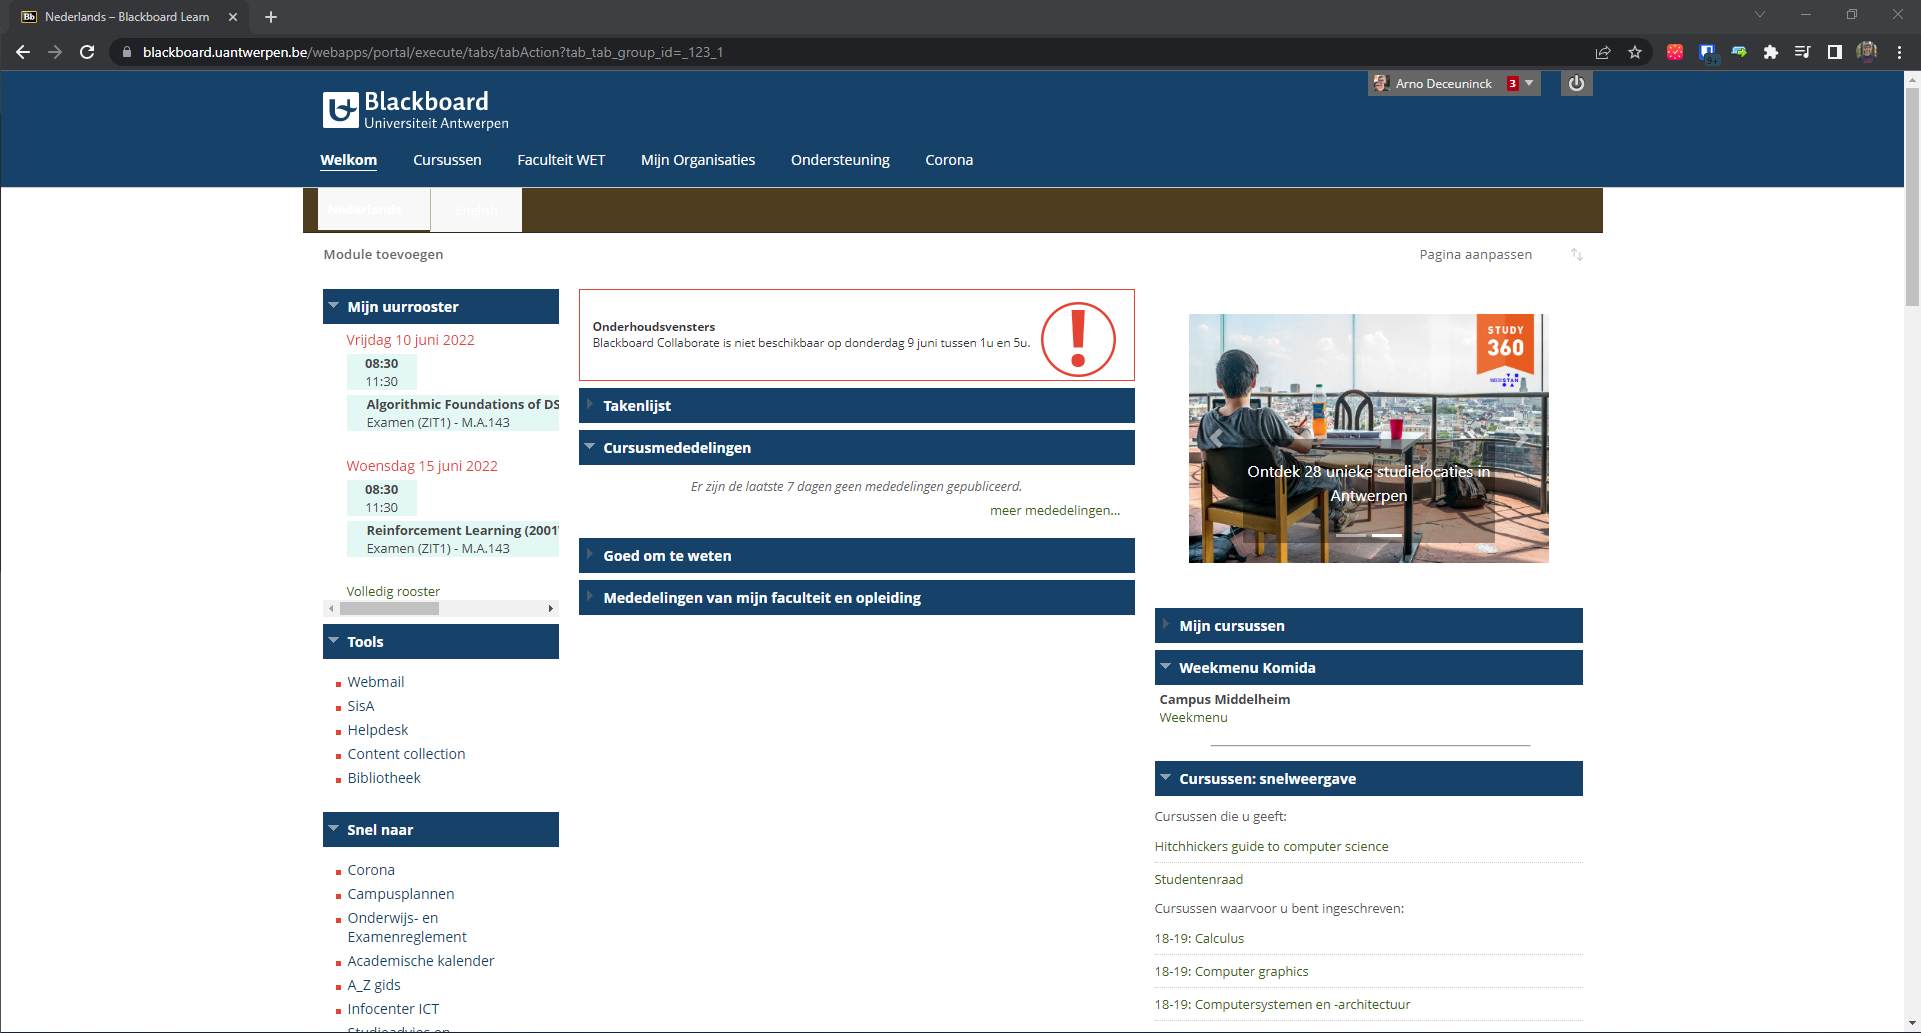 Nederlands – Blackboard Learn
blackboard.uantwerpen.be/webapps/portal/execute/tabs/tabAction?tab_tab_group_id=_123_1
9+
Arno Deceuninck 3
Blackboard
Universiteit Antwerpen
Welkom Cursussen Faculteit WET Mijn Organisaties Ondersteuning Corona
Nederlands English
Module toevoegen
Pagina aanpassen
Mijn uurrooster
Vrijdag 10 juni 2022
08:30
11:30
Algorithmic Foundations of DS
Examen (ZIT1) - M.A.143
Woensdag 15 juni 2022
08:30
11:30
Reinforcement Learning (2001
Examen (ZIT1) - M.A.143
Volledig rooster
Tools
Webmail
SisA
Helpdesk
Content collection
Bibliotheek
Snel naar
Corona
Campusplannen
Onderwijs- en
Examenreglement
Academische kalender
A_Z gids
Infocenter ICT
Studieadvies en
Onderhoudsvensters
Blackboard Collaborate is niet beschikbaar op donderdag 9 juni tussen 1u en 5u.
Takenlijst
Cursusmededelingen
Er zijn de laatste 7 dagen geen mededelingen gepubliceerd.
meer mededelingen...
Goed om te weten
Mededelingen van mijn faculteit en opleiding
STUDY
360
Ontdek 28 unieke studielocaties in
Antwerpen
Mijn cursussen
Weekmenu Komida
Campus Middelheim
Weekmenu
Cursussen: snelweergave
Cursussen die u geeft:
Hitchhickers guide to computer science
Studentenraad
Cursussen waarvoor u bent ingeschreven:
18-19: Calculus
18-19: Computer graphics
18-19: Computersystemen en -architectuur